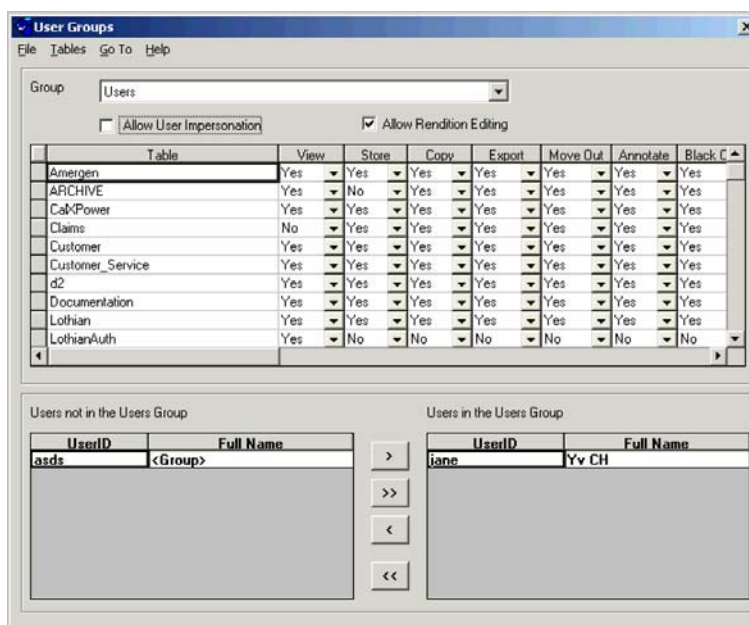 User Groups
File Tables Go To Help
Group Users
Allow User Impersonation Allow Rendition Editing
Table View Store Copy Export Move Out Annotate Black O
Amergen Yes Yes Yes Yes Yes Yes Yes
ARCHIVE Yes No Yes Yes Yes Yes Yes
CalXPower Yes Yes Yes Yes Yes Yes Yes
Claims No Yes Yes Yes Yes Yes Yes
Customer Yes Yes Yes Yes Yes Yes Yes
Customer_Service Yes Yes Yes Yes Yes Yes Yes
d2 Yes Yes Yes Yes Yes Yes Yes
Documentation Yes Yes Yes Yes Yes Yes Yes
Lothian Yes Yes Yes Yes Yes Yes Yes
LothianAuth Yes No No No No No No
Users not in the Users Group Users in the Users Group
UserID Full Name > UserID Full Name
asds <Group> jane Yv CH
>>
<
<<